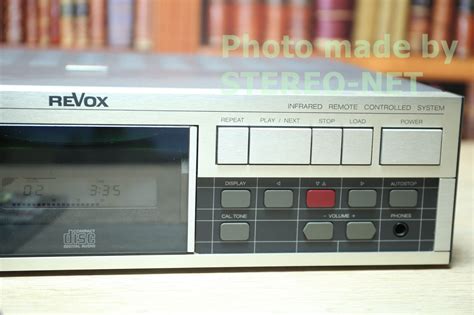 Photo made by
STEREO-NET
REVOX
INFRARED REMOTE CONTROLLED SYSTEM
REPEAT PLAY / NEXT STOP LOAD POWER
02 3:35
DISPLAY ◁ ▽ △ ▷ AUTOSTOP
CAL TONE – VOLUME + PHONES
COMPACT
disc
DIGITAL AUDIO